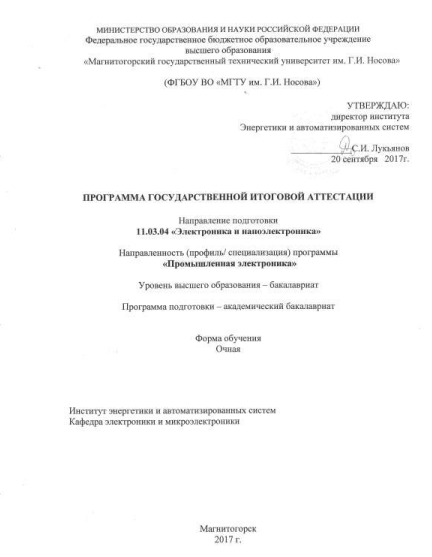 МИНИСТЕРСТВО ОБРАЗОВАНИЯ И НАУКИ РОССИЙСКОЙ ФЕДЕРАЦИИ
Федеральное государственное бюджетное образовательное учреждение
высшего образования
«Магнитогорский государственный технический университет им. Г.И. Носова»
(ФГБОУ ВО «МГТУ им. Г.И. Носова»)
УТВЕРЖДАЮ:
директор института
Энергетики и автоматизированных систем
С.И. Лукьянов
20 сентября 2017г.
ПРОГРАММА ГОСУДАРСТВЕННОЙ ИТОГОВОЙ АТТЕСТАЦИИ
Направление подготовки
11.03.04 «Электроника и наноэлектроника»
Направленность (профиль/ специализация) программы
«Промышленная электроника»
Уровень высшего образования – бакалавриат
Программа подготовки – академический бакалавриат
Форма обучения
Очная
Институт энергетики и автоматизированных систем
Кафедра электроники и микроэлектроники
Магнитогорск
2017 г.